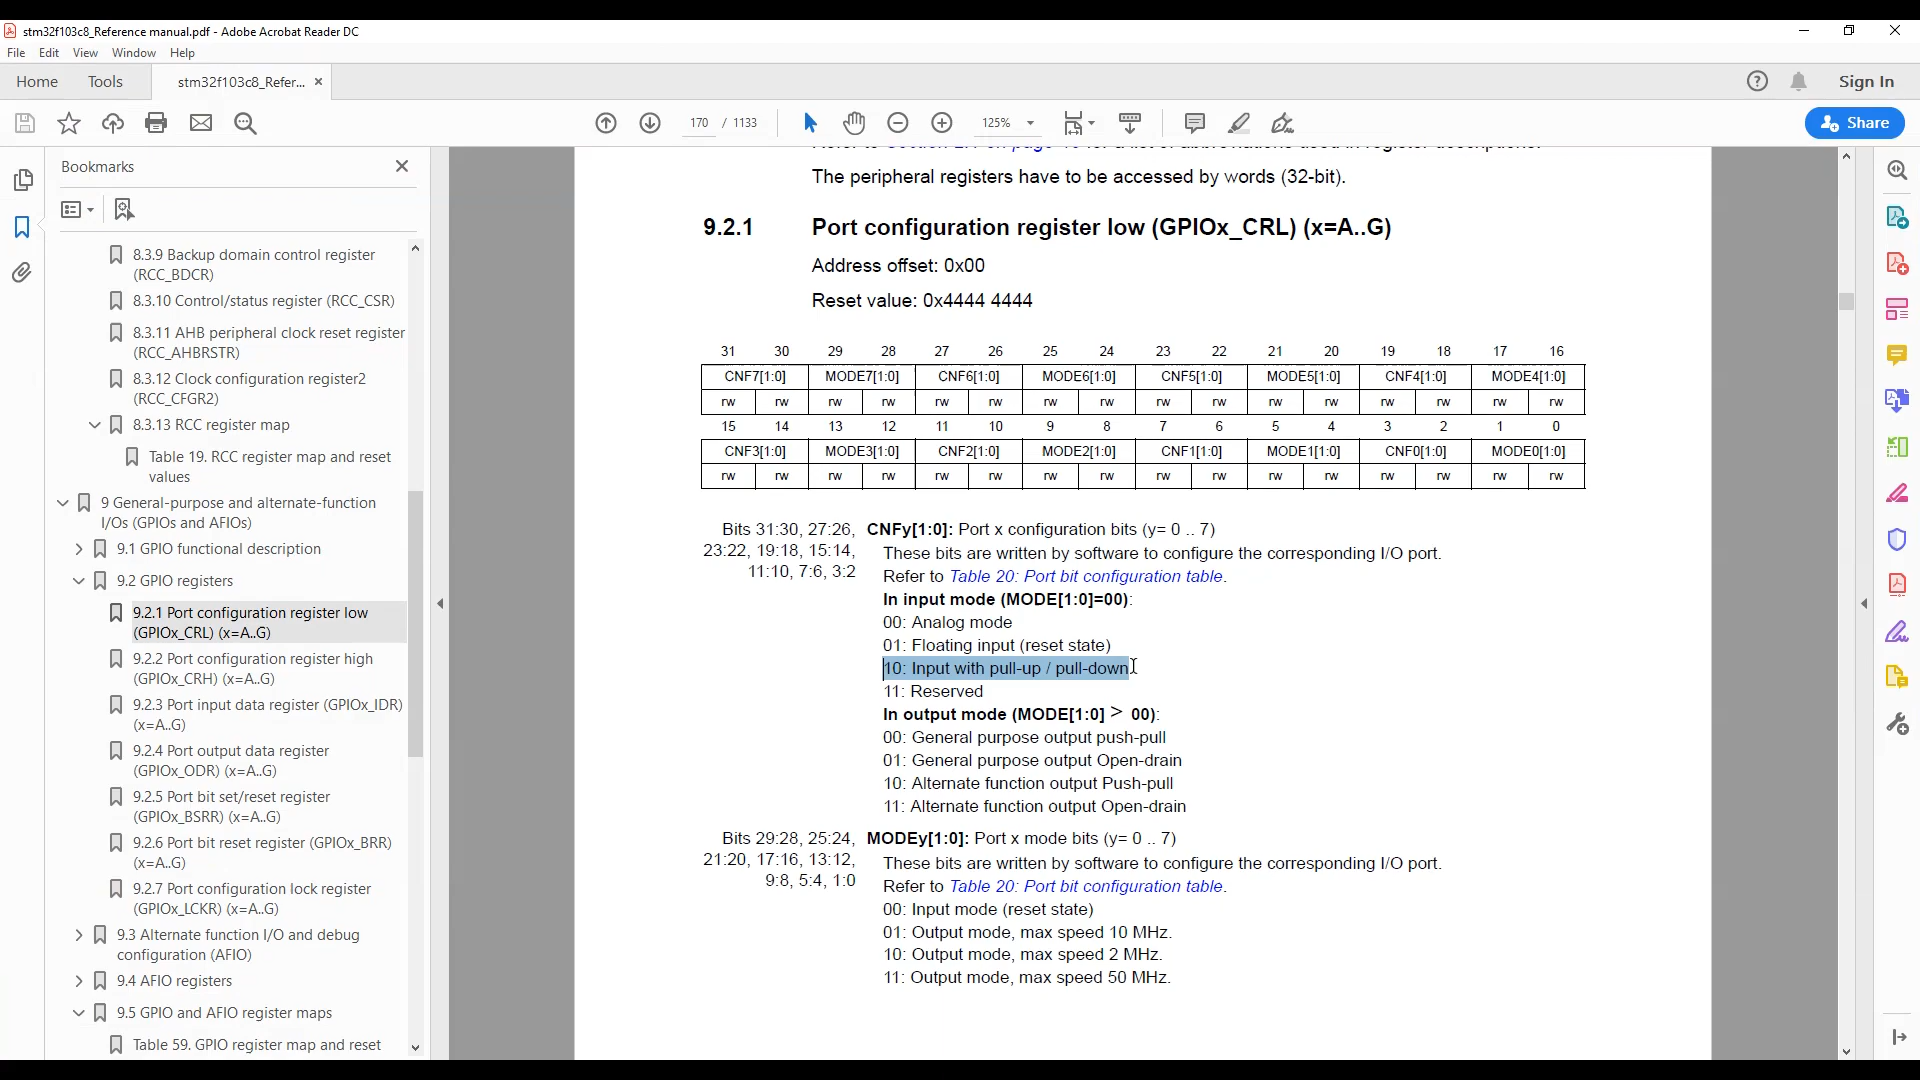 stm32f103c8_Reference manual.pdf - Adobe Acrobat Reader DC
File Edit View Window Help
Home Tools stm32f103c8_Refer... ×
Sign In
170 / 1133
125%
Share
Bookmarks
8.3.9 Backup domain control register
(RCC_BDCR)
8.3.10 Control/status register (RCC_CSR)
8.3.11 AHB peripheral clock reset register
(RCC_AHBRSTR)
8.3.12 Clock configuration register2
(RCC_CFGR2)
8.3.13 RCC register map
Table 19. RCC register map and reset
values
9 General-purpose and alternate-function
I/Os (GPIOs and AFIOs)
9.1 GPIO functional description
9.2 GPIO registers
9.2.1 Port configuration register low
(GPIOx_CRL) (x=A..G)
9.2.2 Port configuration register high
(GPIOx_CRH) (x=A..G)
9.2.3 Port input data register (GPIOx_IDR)
(x=A..G)
9.2.4 Port output data register
(GPIOx_ODR) (x=A..G)
9.2.5 Port bit set/reset register
(GPIOx_BSRR) (x=A..G)
9.2.6 Port bit reset register (GPIOx_BRR)
(x=A..G)
9.2.7 Port configuration lock register
(GPIOx_LCKR) (x=A..G)
9.3 Alternate function I/O and debug
configuration (AFIO)
9.4 AFIO registers
9.5 GPIO and AFIO register maps
Table 59. GPIO register map and reset
The peripheral registers have to be accessed by words (32-bit).
9.2.1 Port configuration register low (GPIOx_CRL) (x=A..G)
Address offset: 0x00
Reset value: 0x4444 4444
31 30 29 28 27 26 25 24 23 22 21 20 19 18 17 16
CNF7[1:0] MODE7[1:0] CNF6[1:0] MODE6[1:0] CNF5[1:0] MODE5[1:0] CNF4[1:0] MODE4[1:0]
rw rw rw rw rw rw rw rw rw rw rw rw rw rw rw rw
15 14 13 12 11 10 9 8 7 6 5 4 3 2 1 0
CNF3[1:0] MODE3[1:0] CNF2[1:0] MODE2[1:0] CNF1[1:0] MODE1[1:0] CNF0[1:0] MODE0[1:0]
rw rw rw rw rw rw rw rw rw rw rw rw rw rw rw rw
Bits 31:30, 27:26, CNFy[1:0]: Port x configuration bits (y= 0 .. 7)
23:22, 19:18, 15:14, These bits are written by software to configure the corresponding I/O port.
11:10, 7:6, 3:2 Refer to Table 20: Port bit configuration table.
In input mode (MODE[1:0]=00):
00: Analog mode
01: Floating input (reset state)
10: Input with pull-up / pull-down
11: Reserved
In output mode (MODE[1:0] > 00):
00: General purpose output push-pull
01: General purpose output Open-drain
10: Alternate function output Push-pull
11: Alternate function output Open-drain
Bits 29:28, 25:24, MODEy[1:0]: Port x mode bits (y= 0 .. 7)
21:20, 17:16, 13:12, These bits are written by software to configure the corresponding I/O port.
9:8, 5:4, 1:0 Refer to Table 20: Port bit configuration table.
00: Input mode (reset state)
01: Output mode, max speed 10 MHz.
10: Output mode, max speed 2 MHz.
11: Output mode, max speed 50 MHz.